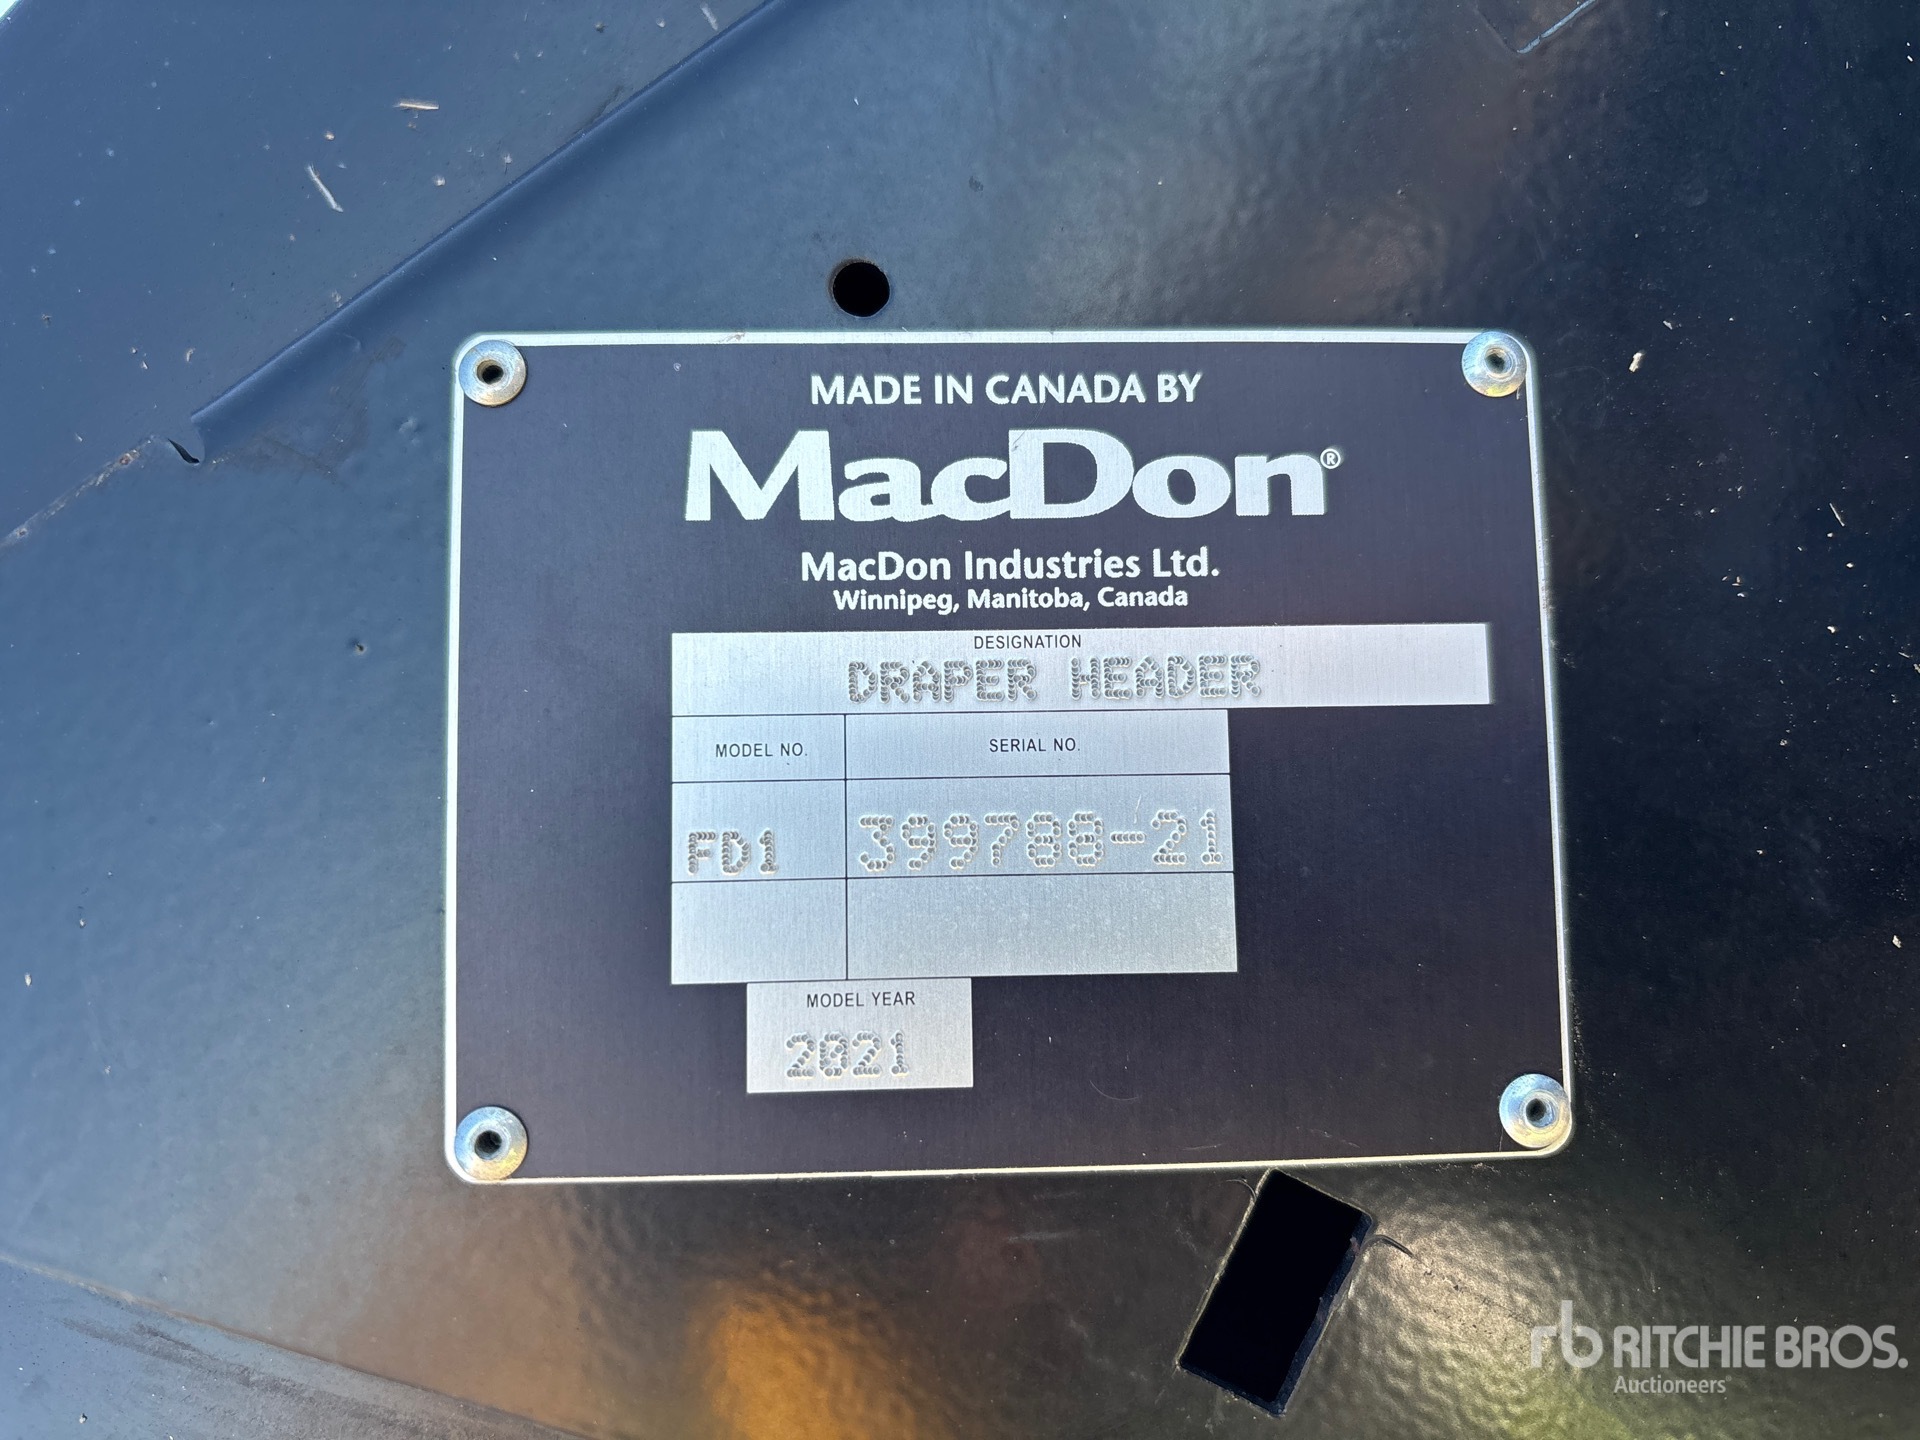 MADE IN CANADA BY
MacDon®
MacDon Industries Ltd.
Winnipeg, Manitoba, Canada
DESIGNATION
DRAPER HEADER
MODEL NO. SERIAL NO.
FD1 399788-21
MODEL YEAR
2021
rb RITCHIE BROS.
Auctioneers